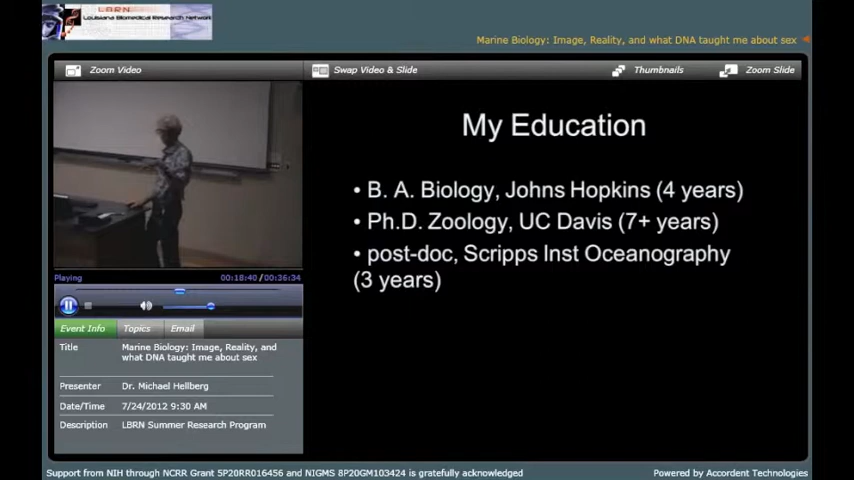 LBRN
Louisiana Biomedical Research Network
Marine Biology: Image, Reality, and what DNA taught me about sex
Zoom Video
Swap Video & Slide
Thumbnails
Zoom Slide
My Education
• B. A. Biology, Johns Hopkins (4 years)
• Ph.D. Zoology, UC Davis (7+ years)
• post-doc, Scripps Inst Oceanography
(3 years)
Playing
00:18:40/00:36:34
Event Info
Topics
Email
Title
Marine Biology: Image, Reality, and
what DNA taught me about sex
Presenter
Dr. Michael Hellberg
Date/Time
7/24/2012 9:30 AM
Description
LBRN Summer Research Program
Support from NIH through NCRR Grant 5P20RR016456 and NIGMS 8P20GM103424 is gratefully acknowledged
Powered by Accordent Technologies